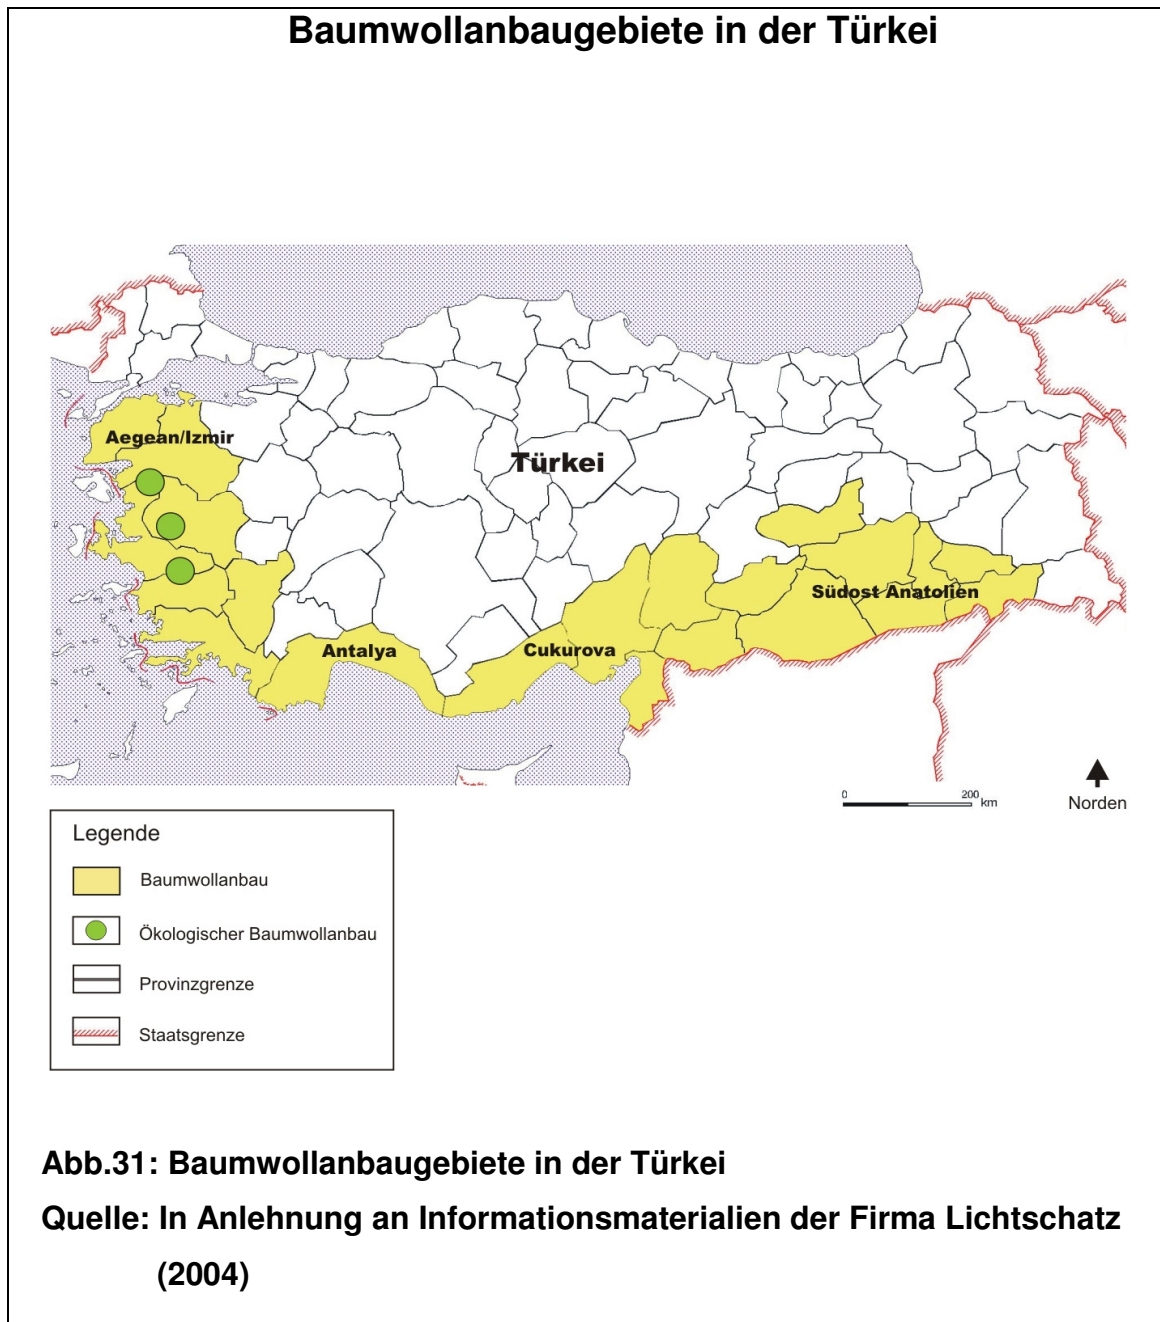 Baumwollanbaugebiete in der Türkei
Aegean/Izmir
Türkei
Südost Anatolien
Antalya
Cukurova
0 200 km
Norden
Legende
Baumwollanbau
Ökologischer Baumwollanbau
Provinzgrenze
Staatsgrenze
Abb.31: Baumwollanbaugebiete in der Türkei
Quelle: In Anlehnung an Informationsmaterialien der Firma Lichtschatz
(2004)